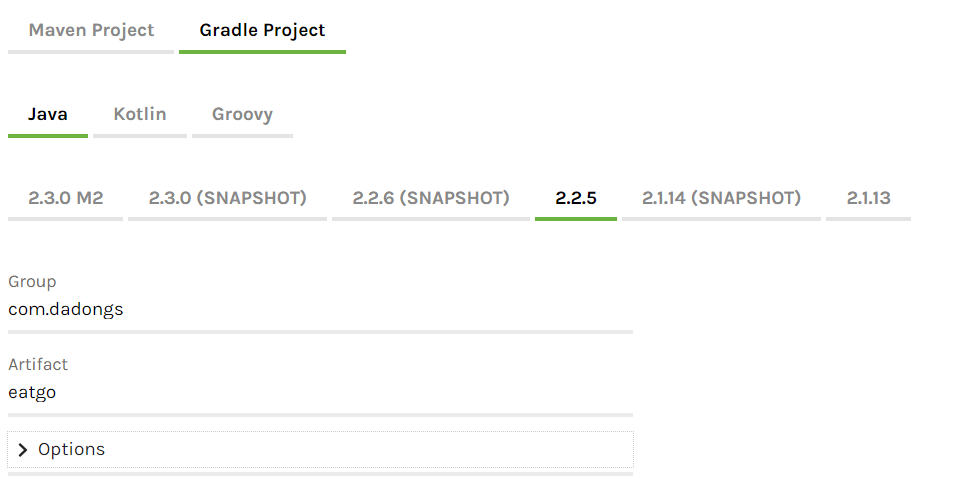 Maven Project Gradle Project
Java Kotlin Groovy
2.3.0 M2 2.3.0 (SNAPSHOT) 2.2.6 (SNAPSHOT) 2.2.5 2.1.14 (SNAPSHOT) 2.1.13
Group
com.dadongs
Artifact
eatgo
Options